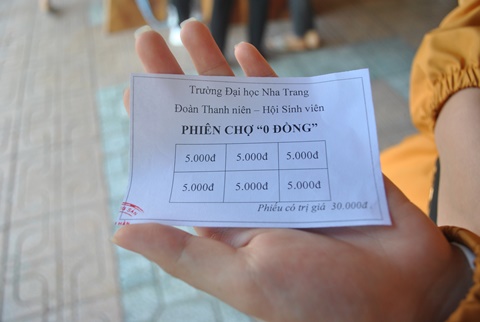 Trường Đại học Nha Trang
Đoàn Thanh niên – Hội Sinh viên
PHIÊN CHỢ "0 ĐỒNG"
5.000đ 5.000đ 5.000đ
5.000đ 5.000đ 5.000đ
Phiếu có trị giá 30.000đ.